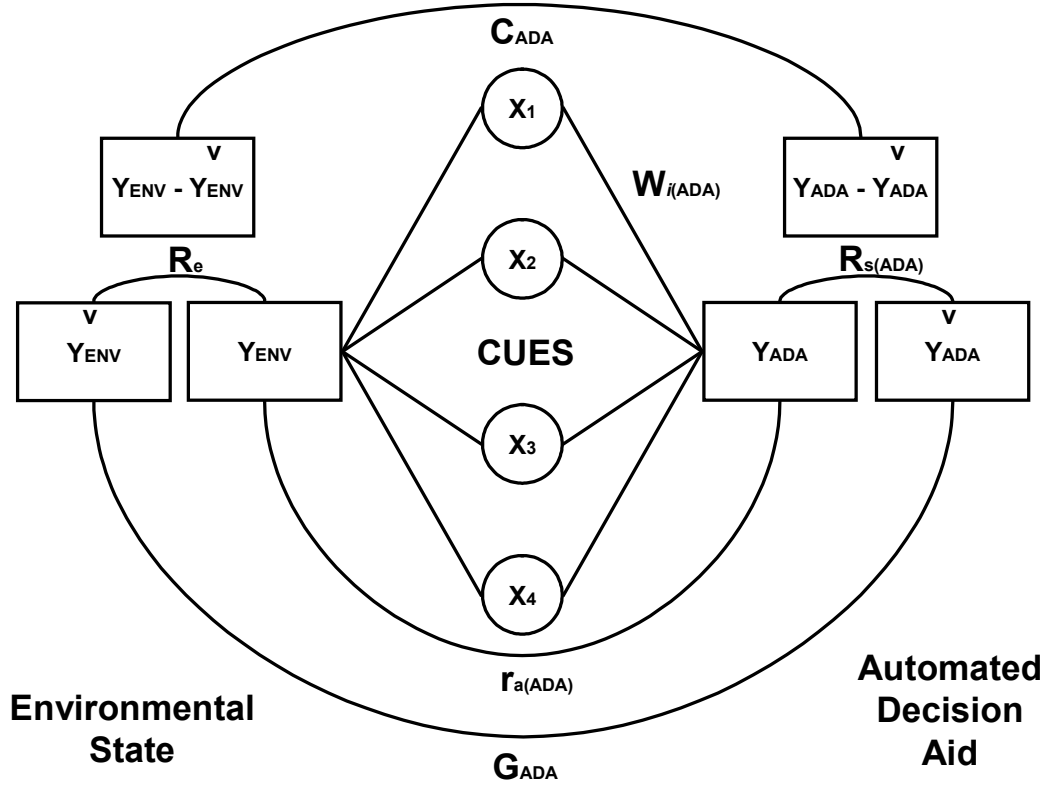 CADA
X1
v
v
YENV - YENV
YADA - YADA
Wi(ADA)
X2
Re
Rs(ADA)
v
v
YENV
YENV
CUES
YADA
YADA
X3
X4
ra(ADA)
Environmental
State
Automated
Decision
Aid
GADA